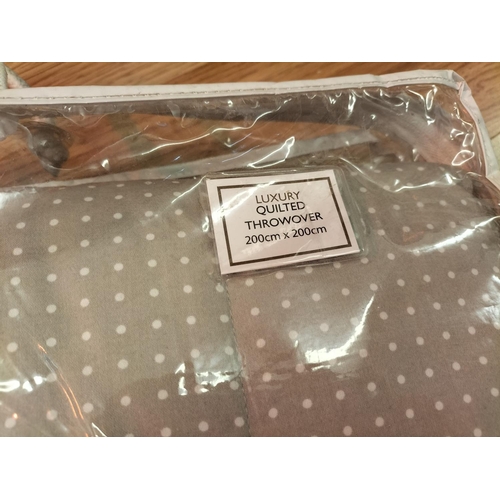 LUXURY
QUILTED
THROWOVER
200cm x 200cm